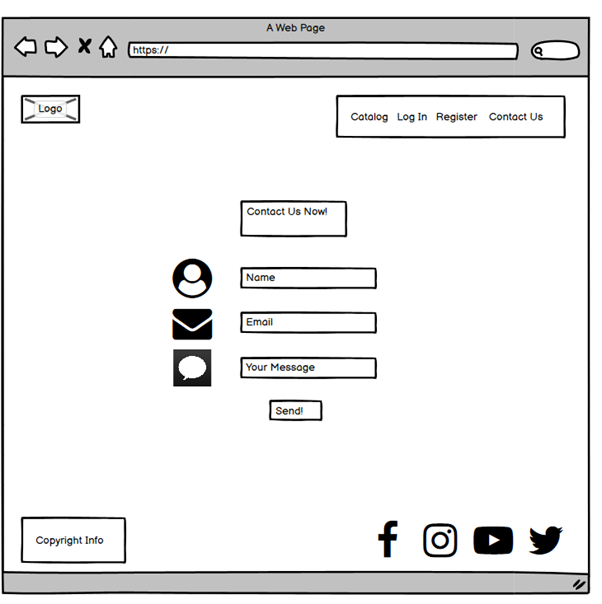 A Web Page
https://
Logo
Catalog Log In Register Contact Us
Contact Us Now!
Name
Email
Your Message
Send!
Copyright Info